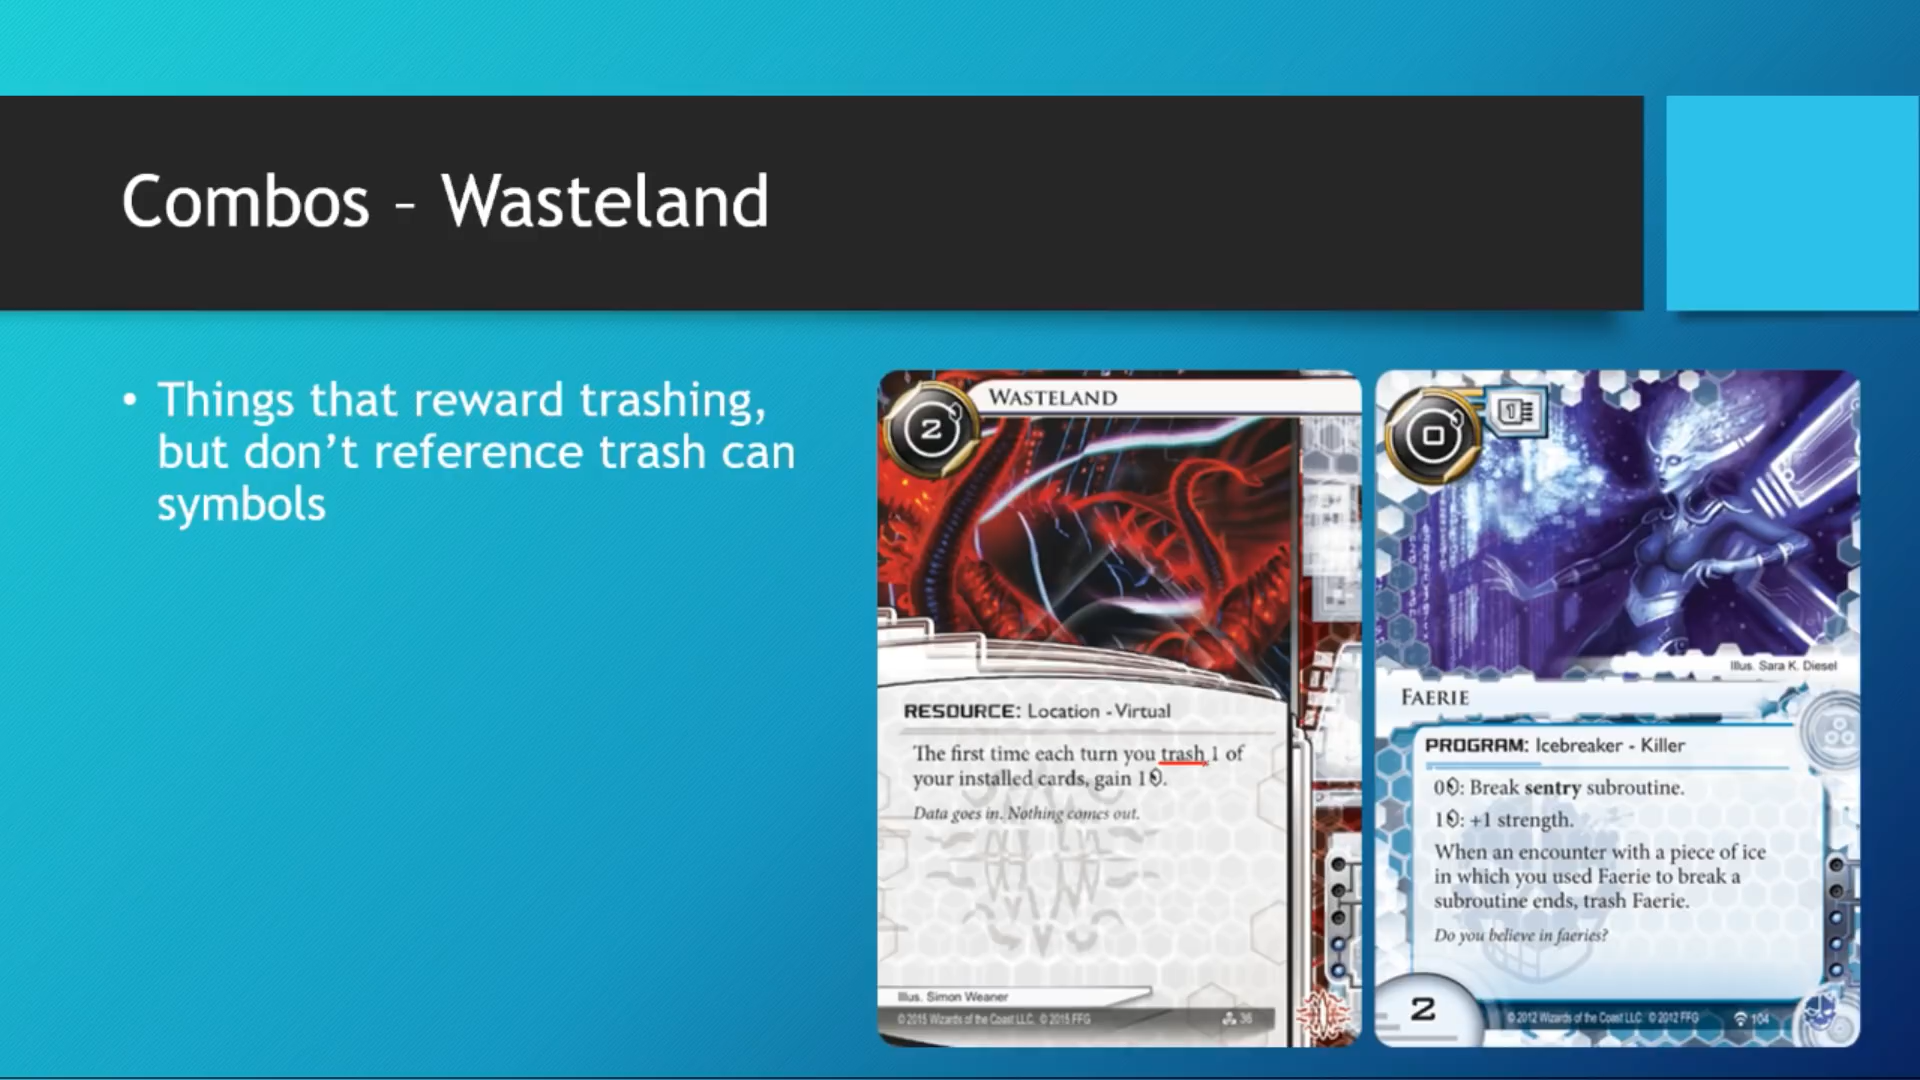 Combos – Wasteland
• Things that reward trashing,
but don't reference trash can
symbols
2
WASTELAND
RESOURCE: Location - Virtual
The first time each turn you trash 1 of
your installed cards, gain 1.
Data goes in. Nothing comes out.
Illus. Simon Weaner
© 2015 Wizards of the Coast LLC. © 2015 FFG
36
0
1
Illus. Sara K. Diesel
FAERIE
PROGRAM: Icebreaker - Killer
0: Break sentry subroutine.
1: +1 strength.
When an encounter with a piece of ice
in which you used Faerie to break a
subroutine ends, trash Faerie.
Do you believe in faeries?
2
© 2012 Wizards of the Coast LLC. © 2012 FFG
104